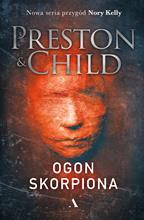 Nowa seria przygód Nory Kelly
PRESTON
& CHILD
OGON
SKORPIONA
A